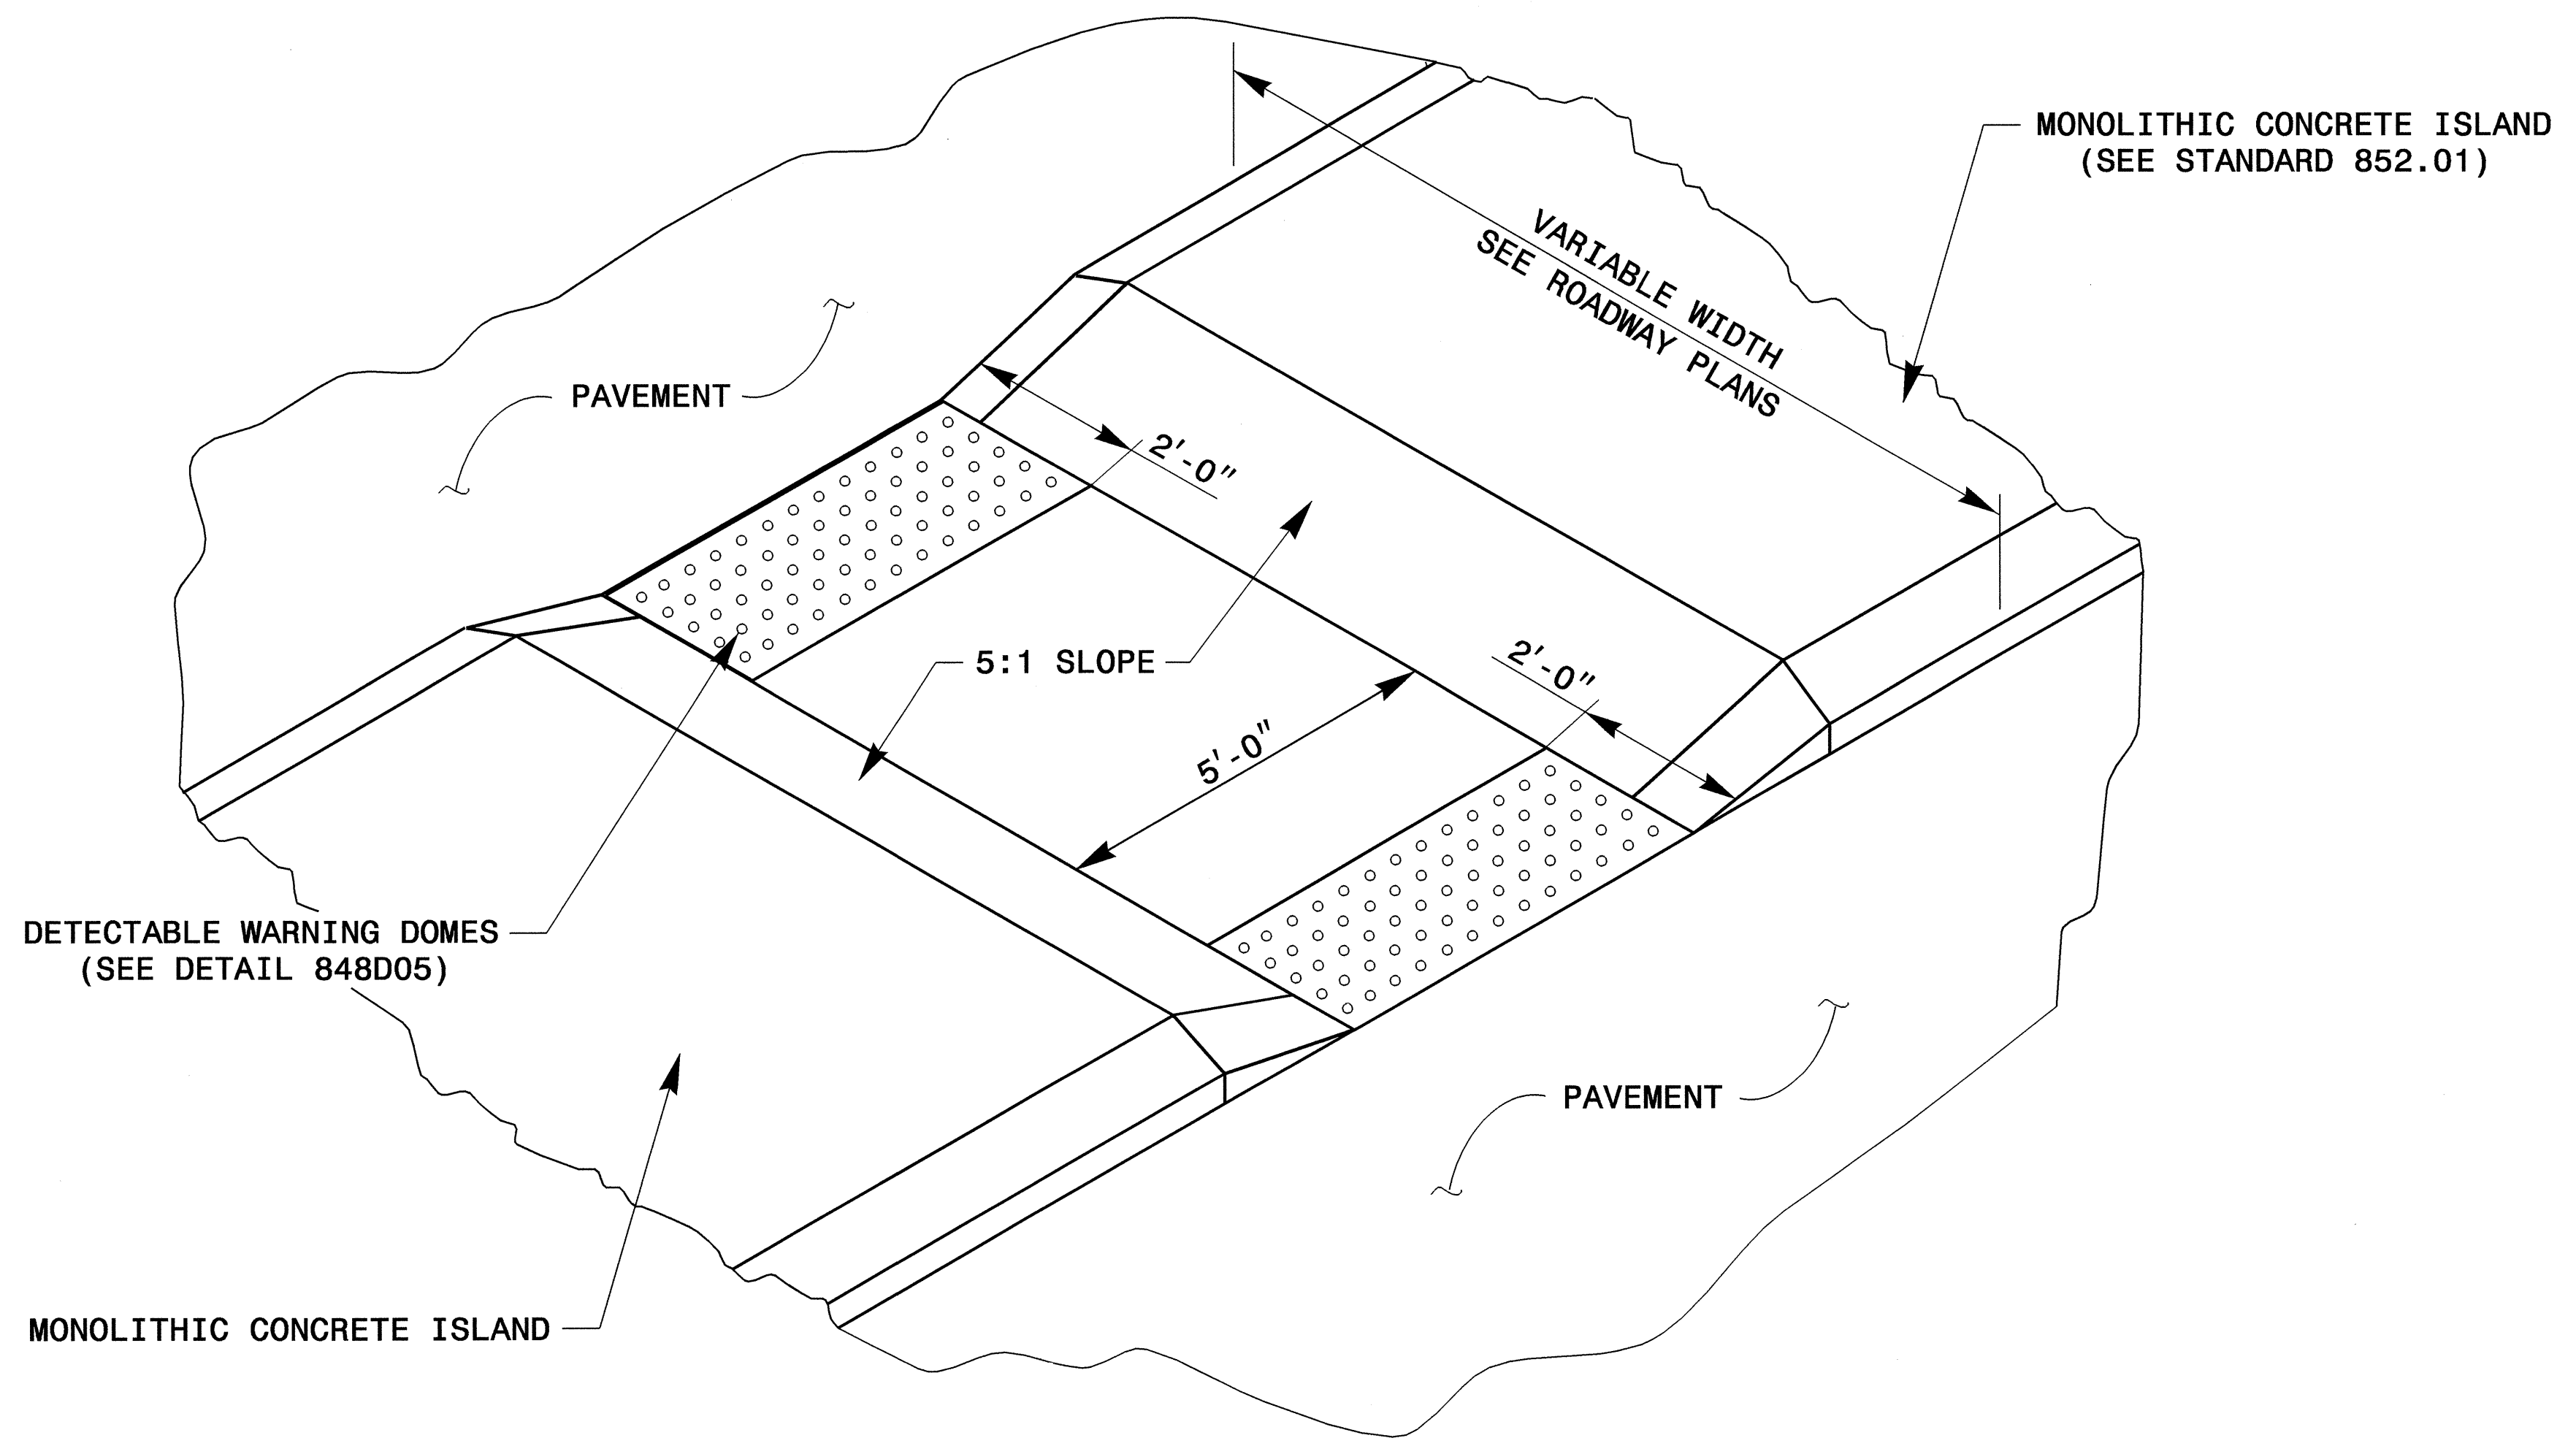 MONOLITHIC CONCRETE ISLAND
(SEE STANDARD 852.01)
VARIABLE WIDTH
SEE ROADWAY PLANS
PAVEMENT
2'-0"
5:1 SLOPE
2'-0"
5'-0"
DETECTABLE WARNING DOMES
(SEE DETAIL 848D05)
PAVEMENT
MONOLITHIC CONCRETE ISLAND